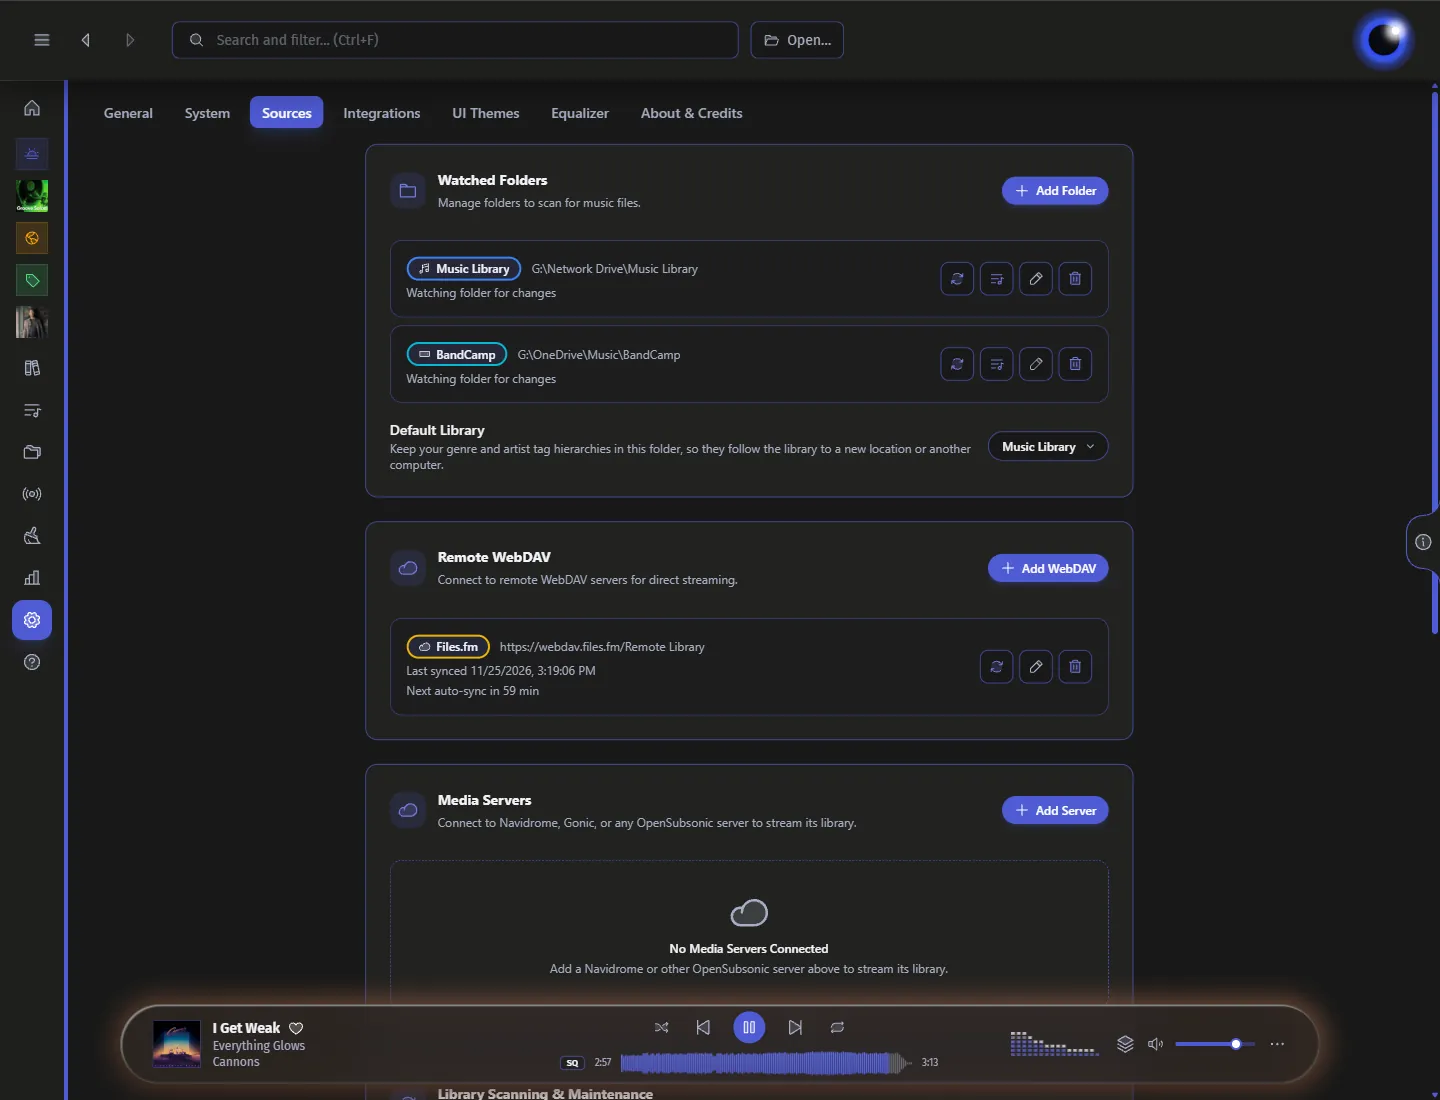 Search and filter... (Ctrl+F)
Open...
General
System
Sources
Integrations
UI Themes
Equalizer
About & Credits
Watched Folders
Manage folders to scan for music files.
Add Folder
Music Library
G:\Network Drive\Music Library
Watching folder for changes
BandCamp
G:\OneDrive\Music\BandCamp
Watching folder for changes
Default Library
Keep your genre and artist tag hierarchies in this folder, so they follow the library to a new location or another
computer.
Music Library
Remote WebDAV
Connect to remote WebDAV servers for direct streaming.
Add WebDAV
Files.fm
https://webdav.files.fm/Remote Library
Last synced 11/25/2026, 3:19:06 PM
Next auto-sync in 59 min
Media Servers
Connect to Navidrome, Gonic, or any OpenSubsonic server to stream its library.
Add Server
No Media Servers Connected
Add a Navidrome or other OpenSubsonic server above to stream its library.
I Get Weak
Everything Glows
Cannons
SQ
2:57
3:13
Library Scanning & Maintenance